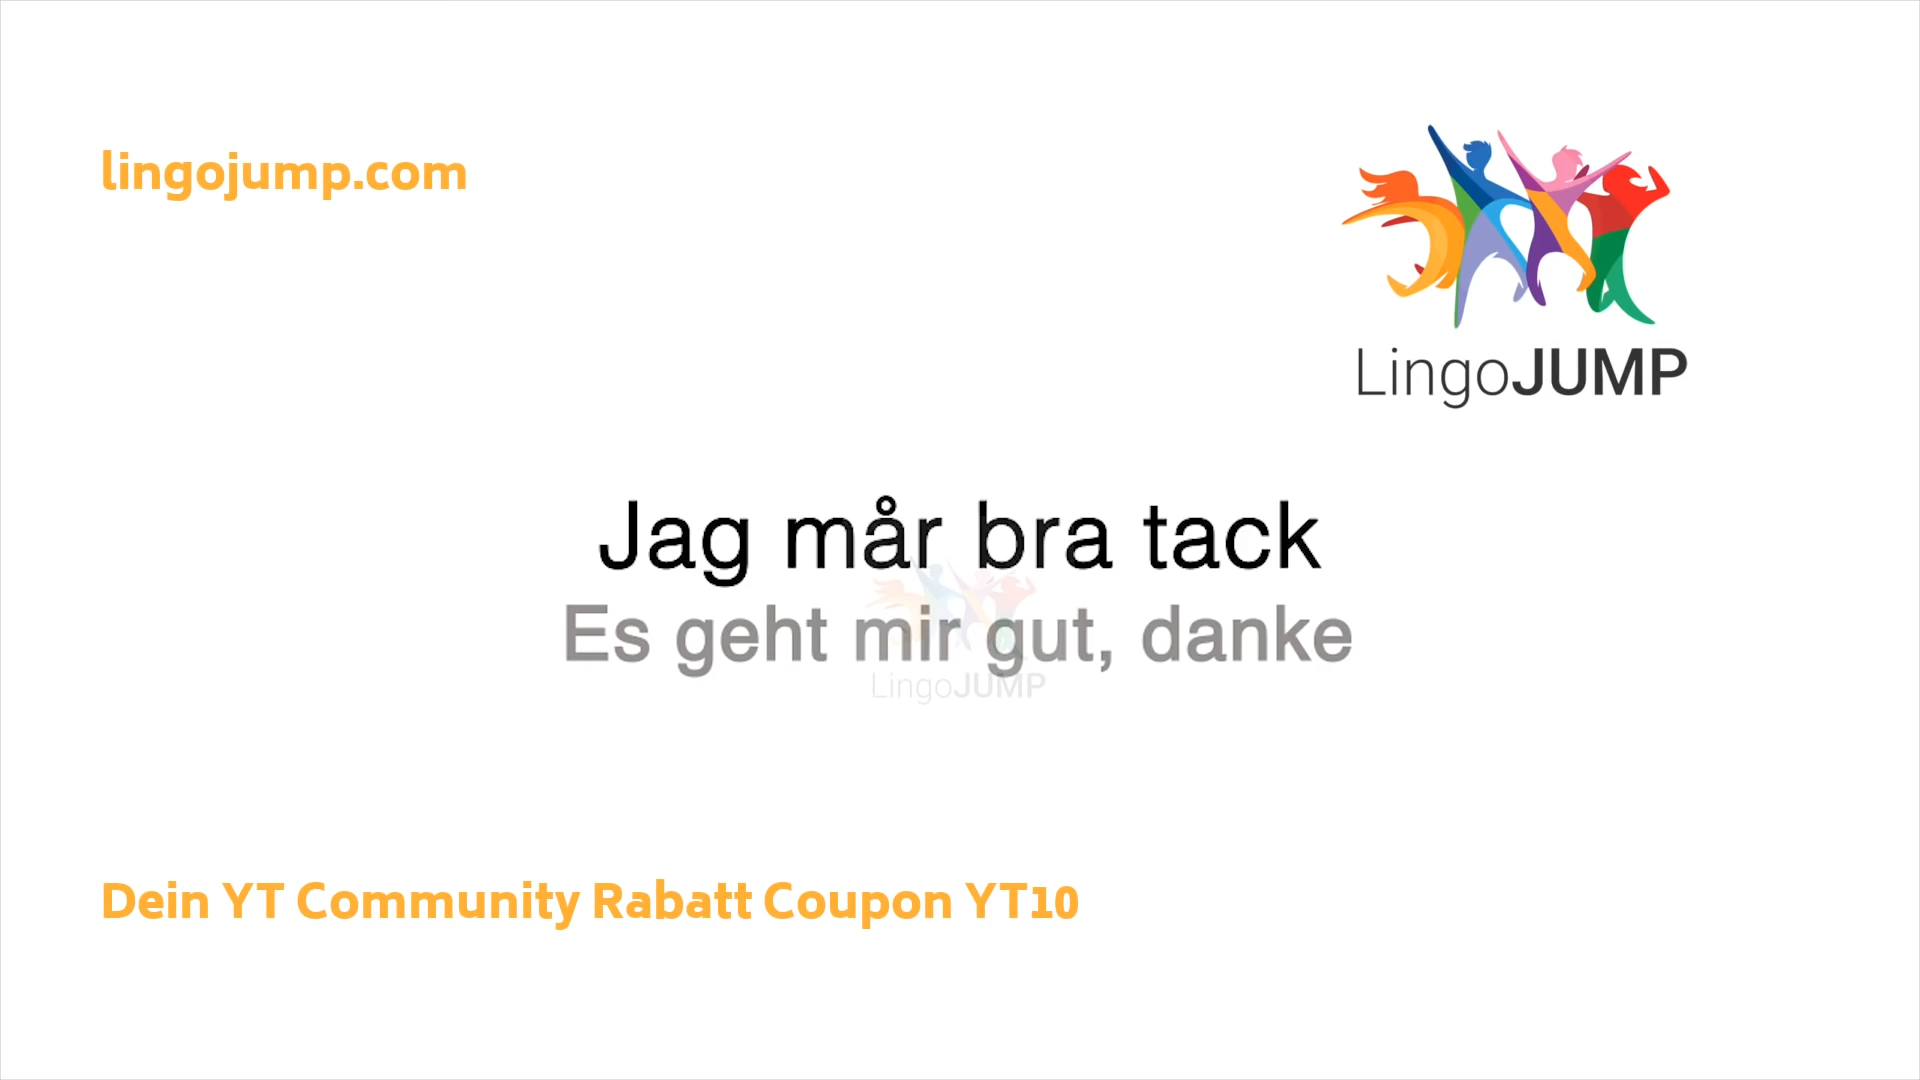 lingojump.com
LingoJUMP
Jag mår bra tack
Es geht mir gut, danke
LingoJUMP
Dein YT Community Rabatt Coupon YT10